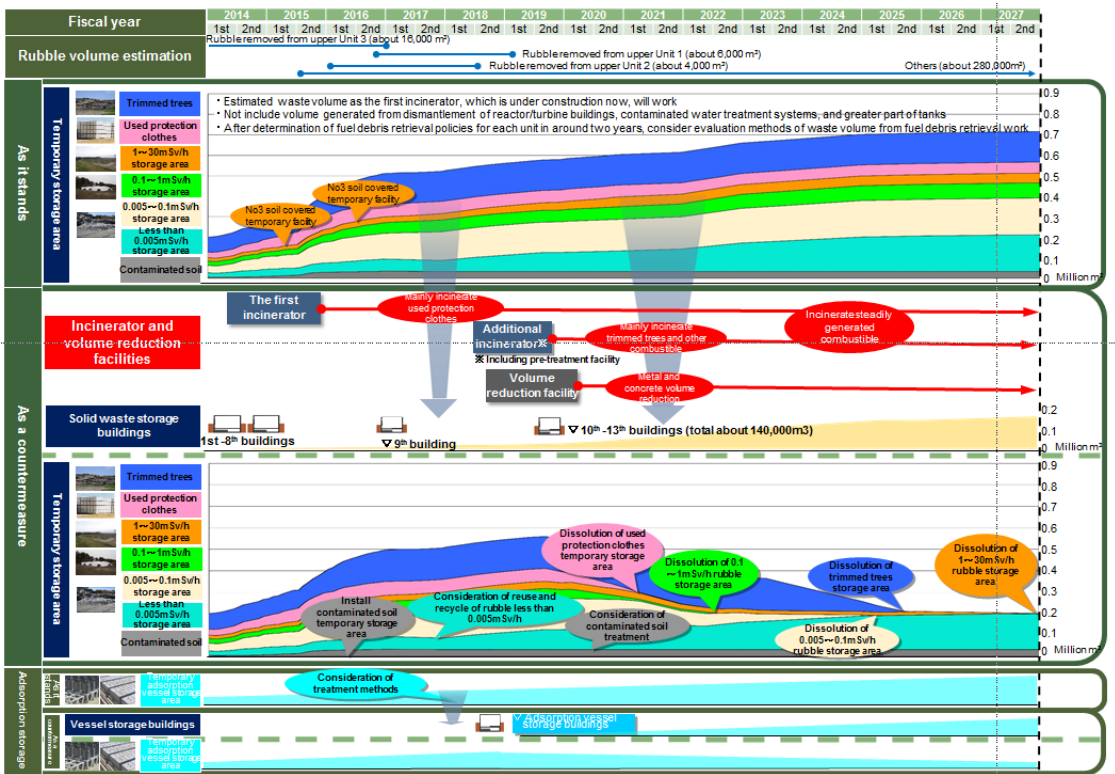 Fiscal year
2014 2015 2016 2017 2018 2019 2020 2021 2022 2023 2024 2025 2026 2027
1st 2nd 1st 2nd 1st 2nd 1st 2nd 1st 2nd 1st 2nd 1st 2nd 1st 2nd 1st 2nd 1st 2nd 1st 2nd 1st 2nd 1st 2nd 1st 2nd
Rubble volume estimation
Rubble removed from upper Unit 3 (about 16,000 m³)
Rubble removed from upper Unit 1 (about 6,000 m³)
Rubble removed from upper Unit 2 (about 4,000 m³)
Others (about 280,000m³)
As it stands
Temporary storage area
Trimmed trees
Used protection
clothes
1～30mSv/h
storage area
0.1～1mSv/h
storage area
0.005～0.1mSv/h
storage area
Less than
0.005mSv/h
storage area
Contaminated soil
・Estimated waste volume as the first incinerator, which is under construction now, will work
・Not include volume generated from dismantlement of reactor/turbine buildings, contaminated water treatment systems, and greater part of tanks
・After determination of fuel debris retrieval policies for each unit in around two years, consider evaluation methods of waste volume from fuel debris retrieval work
No3 soil covered
temporary facility
No3 soil covered
temporary facility
0.9
0.8
0.7
0.6
0.5
0.4
0.3
0.2
0.1
0 Million m³
As a countermeasure
Incinerator and
volume reduction
facilities
The first
incinerator
Mainly incinerate
used protection
clothes
Additional
incinerator※
※ Including pre-treatment facility
Mainly incinerate
trimmed trees and other
combustible
Incinerate steadily
generated
combustible
Volume
reduction facility
Metal and
concrete volume
reduction
Solid waste storage
buildings
1st -8th buildings
▽ 9th building
▽ 10th -13th buildings (total about 140,000m3)
0.2
0.1
0 Million m³
Temporary storage area
Trimmed trees
Used protection
clothes
1～30mSv/h
storage area
0.1～1mSv/h
storage area
0.005～0.1mSv/h
storage area
Less than
0.005mSv/h
storage area
Contaminated soil
Install
contaminated soil
temporary storage
area
Consideration of reuse and
recycle of rubble less than
0.005mSv/h
Dissolution of used
protection clothes
temporary storage
area
Consideration of
contaminated soil
treatment
Dissolution of 0.1
～1mSv/h rubble
storage area
Dissolution of
trimmed trees
storage area
Dissolution of
0.005～0.1mSv/h
rubble storage area
Dissolution of
1～30mSv/h
rubble storage
area
0.9
0.8
0.7
0.6
0.5
0.4
0.3
0.2
0.1
0 Million m³
Adsorption storage
As it
stands
Temporary adsorption
vessel storage
area
Consideration of
treatment methods
As a
countermeasure
Vessel storage buildings
▽ Adsorption vessel
storage buildings
Temporary
adsorption
vessel storage
area